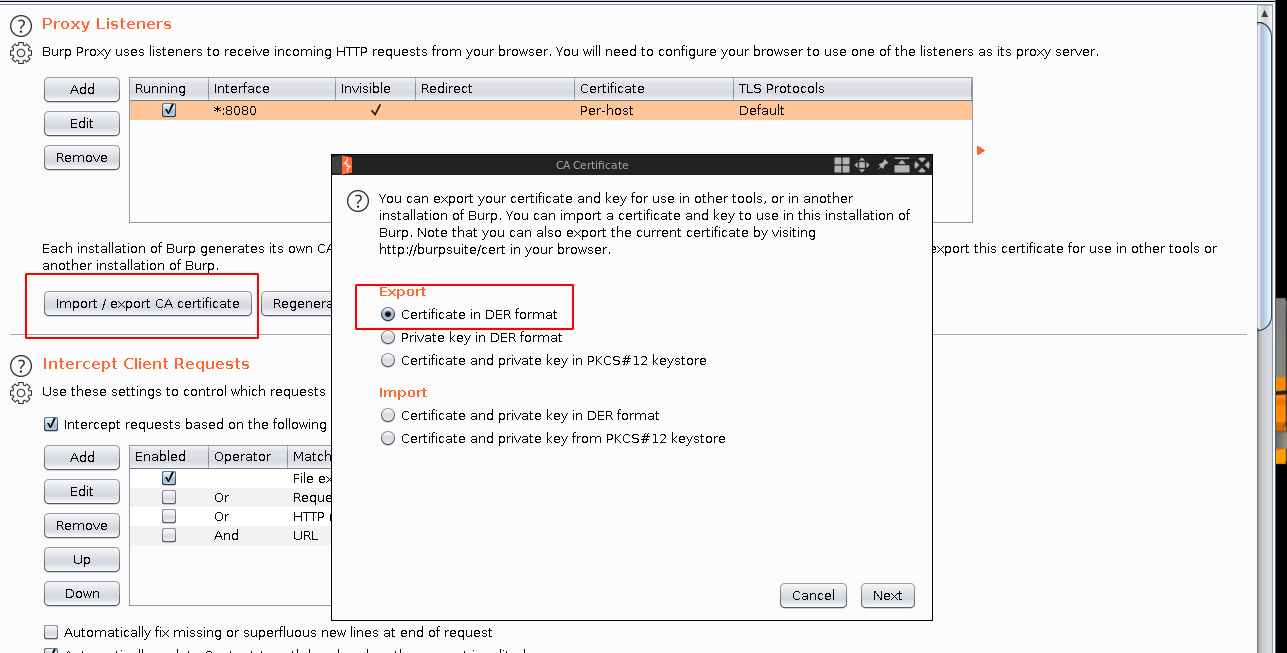 Proxy Listeners
Burp Proxy uses listeners to receive incoming HTTP requests from your browser. You will need to configure your browser to use one of the listeners as its proxy server.
Add
Running Interface Invisible Redirect Certificate TLS Protocols
*:8080 Per-host Default
Edit
Remove
CA Certificate
You can export your certificate and key for use in other tools, or in another
installation of Burp. You can import a certificate and key to use in this installation of
Burp. Note that you can also export the current certificate by visiting
http://burpsuite/cert in your browser.
Each installation of Burp generates its own CA export this certificate for use in other tools or
another installation of Burp.
Import / export CA certificate Regenera
Export
Certificate in DER format
Private key in DER format
Certificate and private key in PKCS#12 keystore
Import
Certificate and private key in DER format
Certificate and private key from PKCS#12 keystore
Cancel Next
Intercept Client Requests
Use these settings to control which requests
Intercept requests based on the following
Add
Edit
Remove
Up
Down
Enabled Operator Match
File ex
Or Reque
Or HTTP
And URL
Automatically fix missing or superfluous new lines at end of request